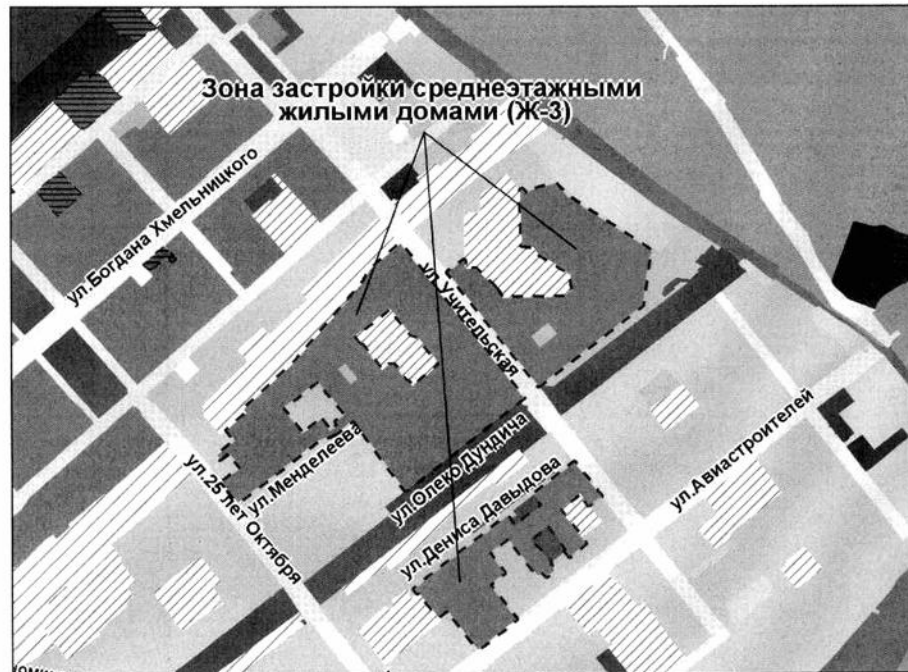 Зона застройки среднеэтажными
жилыми домами (Ж-3)
ул.Богдана Хмельницкого
ул.Учительская
ул.Менделеева
ул.25 лет Октября
ул.Олеко Дундича
ул.Дениса Давыдова
ул.Авиастроителей